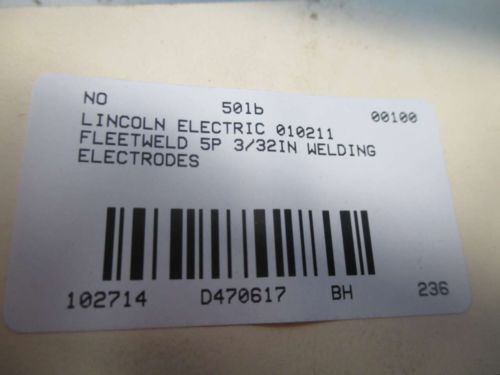 NO 50lb 00100
LINCOLN ELECTRIC 010211
FLEETWELD 5P 3/32IN WELDING
ELECTRODES
102714 D470617 BH 236